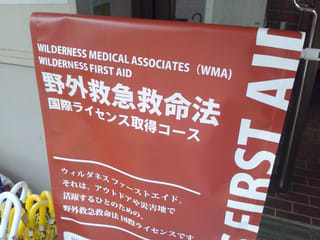 WILDERNESS MEDICAL ASSOCIATES (WMA)
WILDERNESS FIRST AID
野外救急救命法
国際ライセンス取得コース
ウィルダネスファーストエイド。
それは、アウトドアや災害地で
活躍するひとのための、
野外救急救命法 国際ライセンスです
FIRST AID